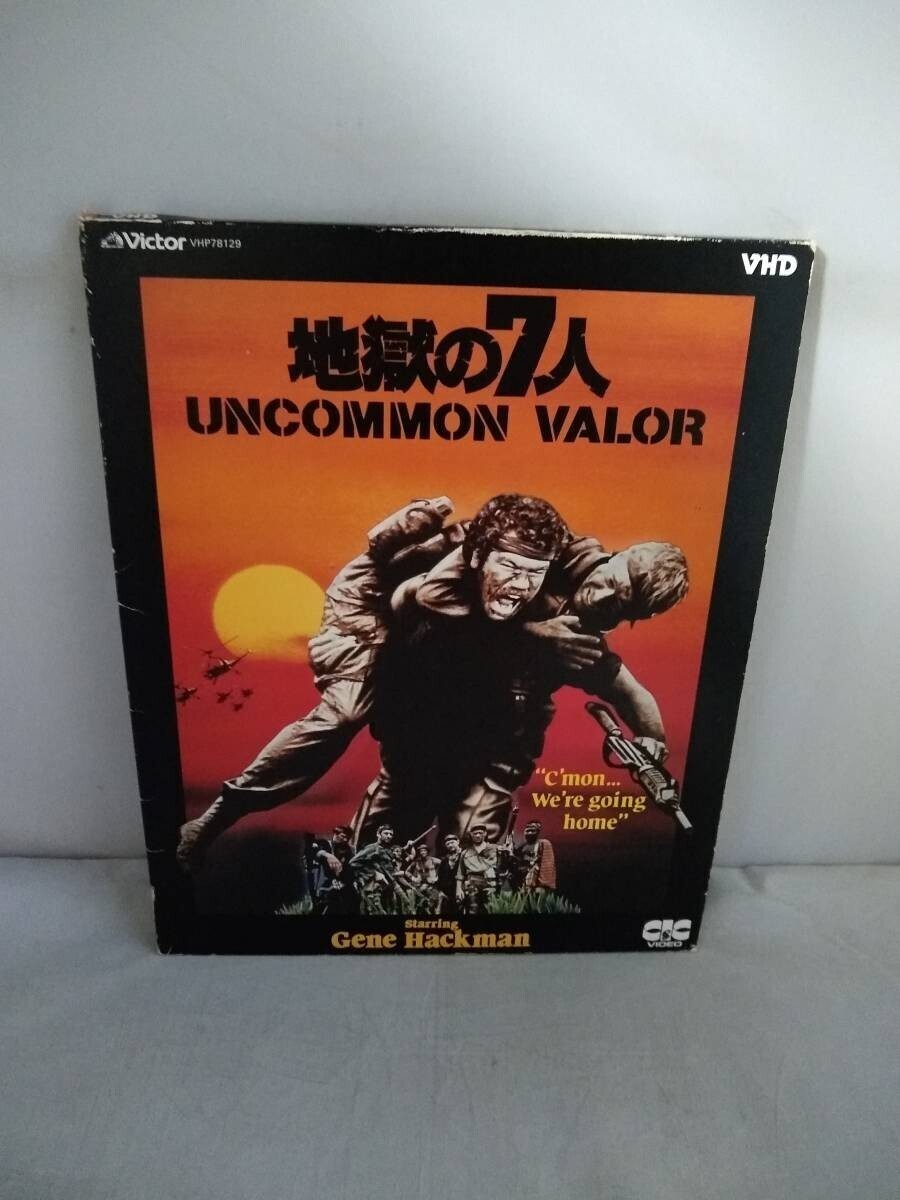 Victor VHP78129
VHD
地獄の7人
UNCOMMON VALOR
"C'mon...
We're going
home"
Starring
Gene Hackman
CIC
VIDEO